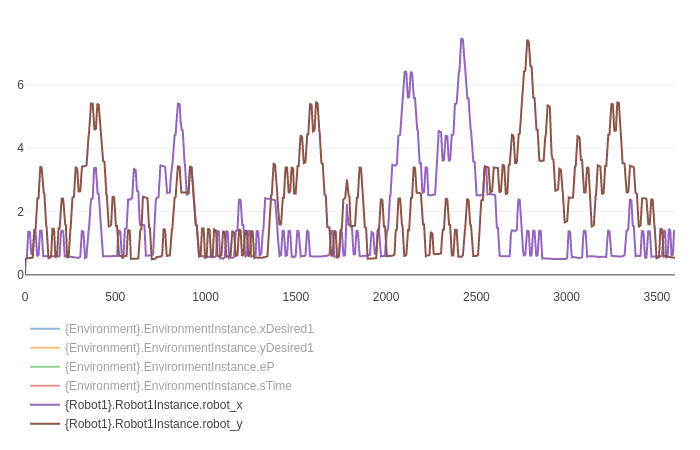 6
4
2
0
0 500 1000 1500 2000 2500 3000 3500
{Environment}.EnvironmentInstance.xDesired1
{Environment}.EnvironmentInstance.yDesired1
{Environment}.EnvironmentInstance.eP
{Environment}.EnvironmentInstance.sTime
{Robot1}.Robot1Instance.robot_x
{Robot1}.Robot1Instance.robot_y